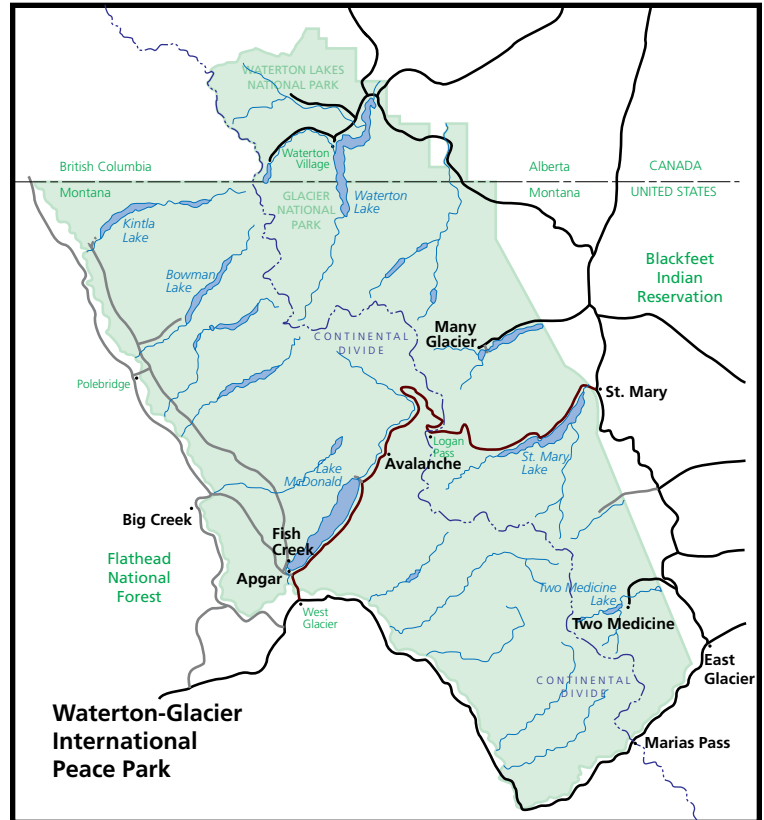 WATERTON LAKES
NATIONAL PARK
Waterton
Village
British Columbia
Alberta
CANADA
Montana
Montana
UNITED STATES
GLACIER
NATIONAL
PARK
Waterton
Lake
Kintla
Lake
Bowman
Lake
Blackfeet
Indian
Reservation
CONTINENTAL
DIVIDE
Many
Glacier
Polebridge
St. Mary
Logan
Pass
Avalanche
St. Mary
Lake
Lake
McDonald
Big Creek
Fish
Creek
Apgar
Flathead
National
Forest
West
Glacier
Two Medicine
Lake
Two Medicine
East
Glacier
CONTINENTAL
DIVIDE
Marias Pass
Waterton-Glacier
International
Peace Park